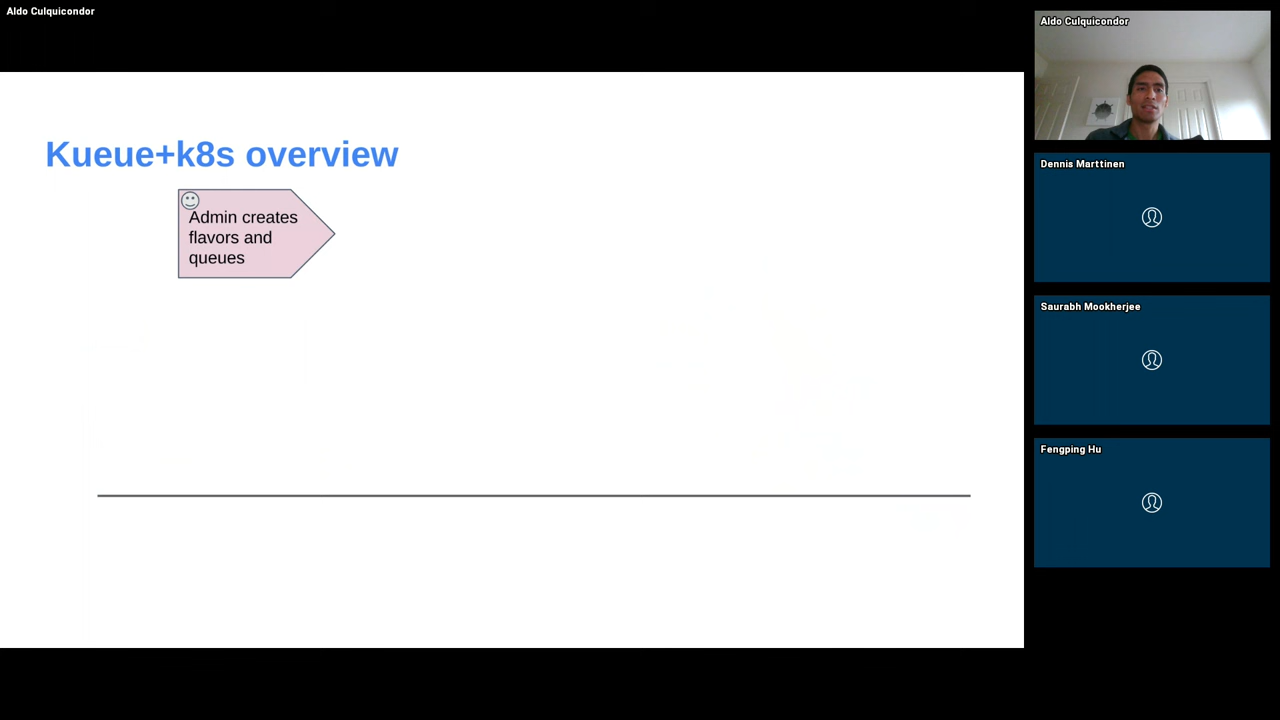 Aldo Culquicondor
Aldo Culquicondor
Kueue+k8s overview
Admin creates
flavors and
queues
Dennis Marttinen
Saurabh Mookherjee
Fengping Hu